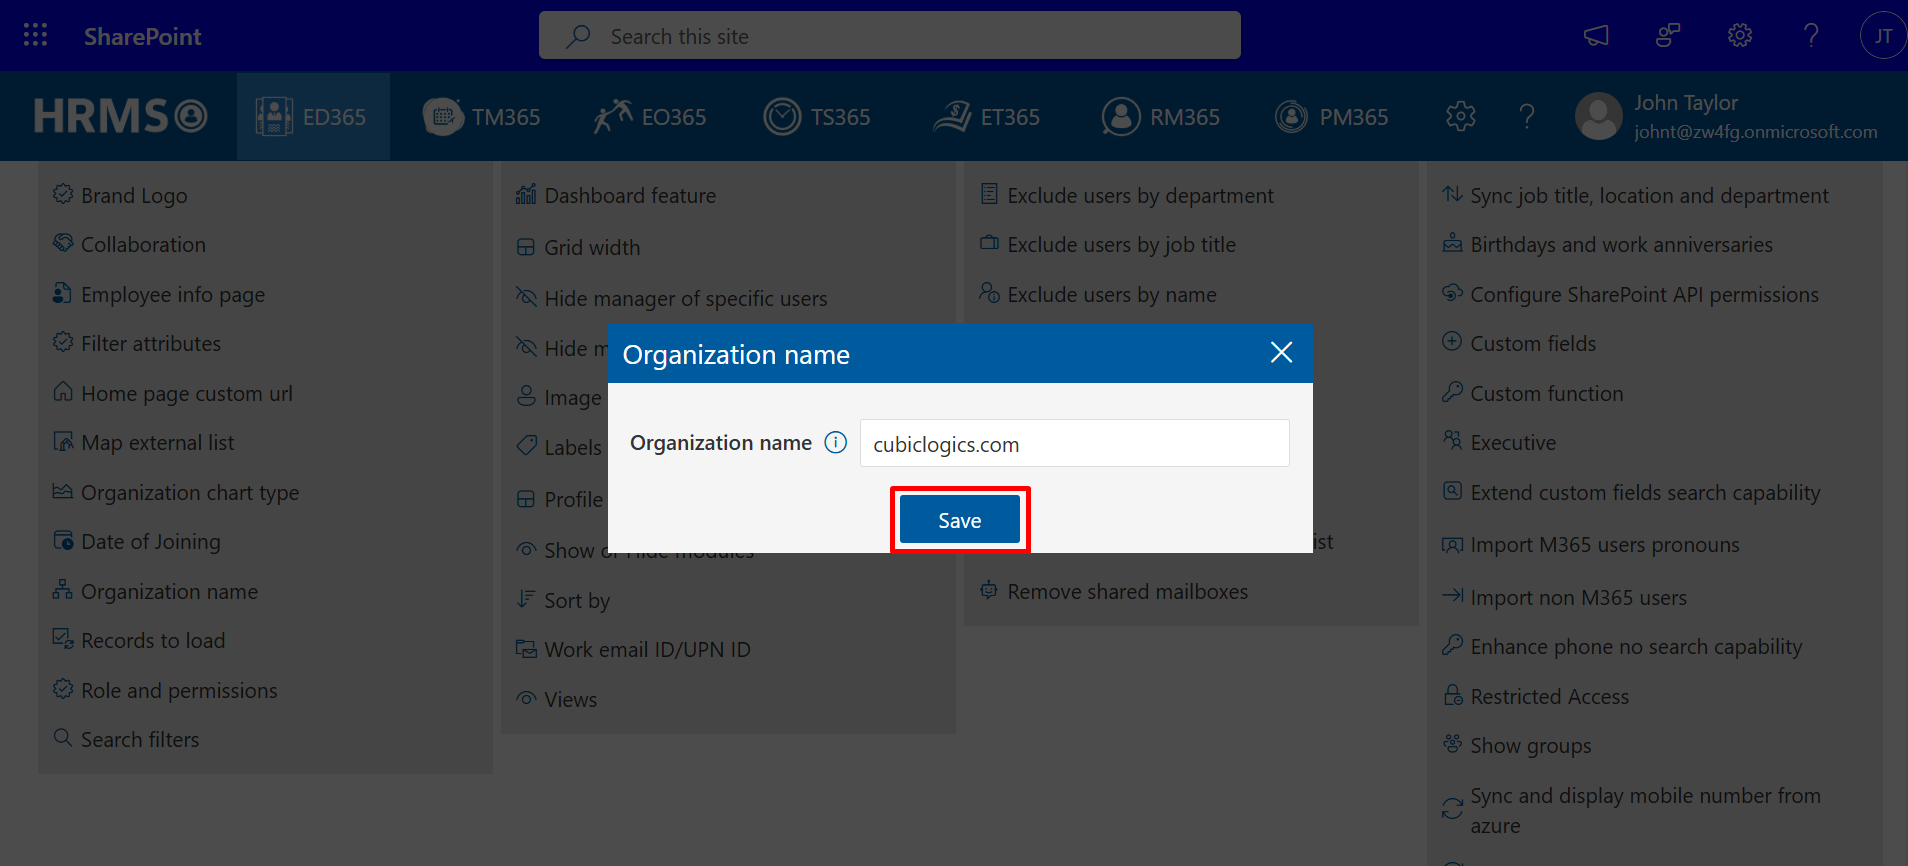 SharePoint
Search this site
JT
HRMS
ED365
TM365
EO365
TS365
ET365
RM365
PM365
John Taylor
johnt@zw4fg.onmicrosoft.com
Brand Logo
Collaboration
Employee info page
Filter attributes
Home page custom url
Map external list
Organization chart type
Date of Joining
Organization name
Records to load
Role and permissions
Search filters
Dashboard feature
Grid width
Hide manager of specific users
Hide
Image
Labels
Profile
Show or Hide modules
Sort by
Work email ID/UPN ID
Views
Exclude users by department
Exclude users by job title
Exclude users by name
Remove shared mailboxes
Organization name
Organization name
cubiclogics.com
Save
Sync job title, location and department
Birthdays and work anniversaries
Configure SharePoint API permissions
Custom fields
Custom function
Executive
Extend custom fields search capability
Import M365 users pronouns
Import non M365 users
Enhance phone no search capability
Restricted Access
Show groups
Sync and display mobile number from
azure